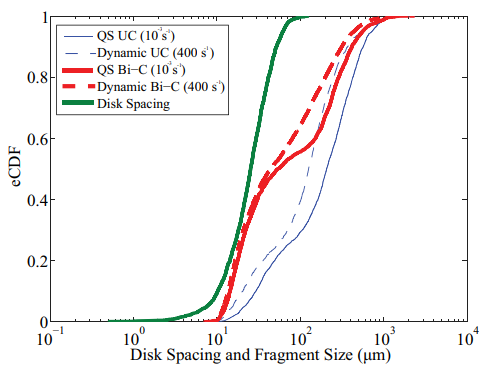 1
0.8
0.6
0.4
0.2
0
eCDF
QS UC (10⁻³ s⁻¹)
Dynamic UC (400 s⁻¹)
QS Bi−C (10⁻³ s⁻¹)
Dynamic Bi−C (400 s⁻¹)
Disk Spacing
10⁻¹ 10⁰ 10¹ 10² 10³ 10⁴
Disk Spacing and Fragment Size (μm)